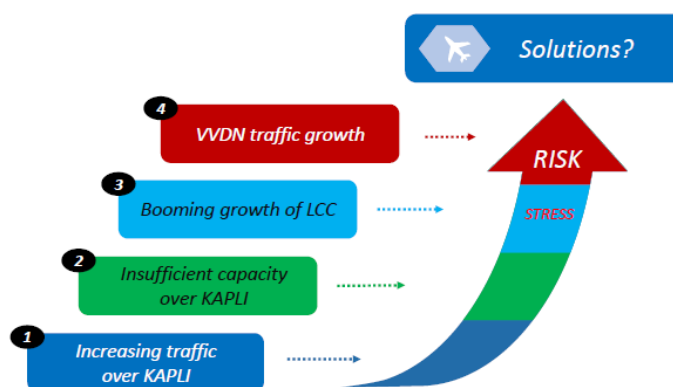 Solutions?
4
VVDN traffic growth
RISK
3
Booming growth of LCC
STRESS
2
Insufficient capacity
over KAPLI
1
Increasing traffic
over KAPLI